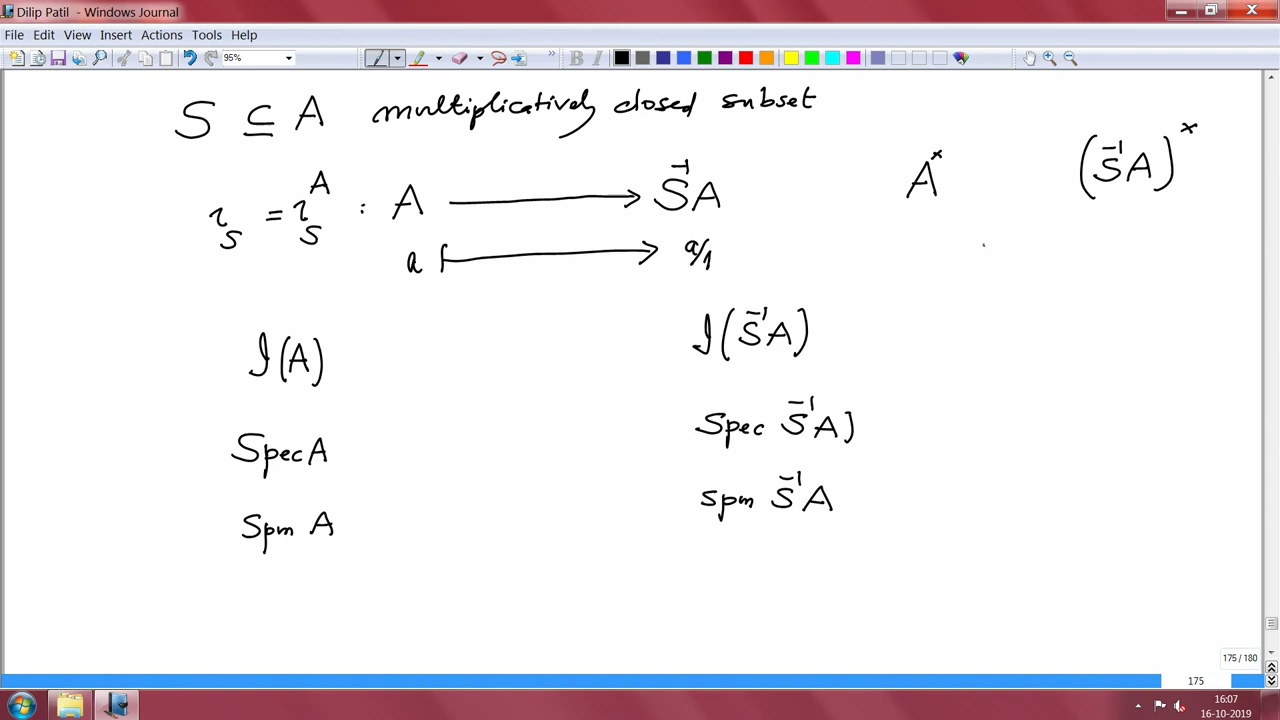 Dilip Patil - Windows Journal
File Edit View Insert Actions Tools Help
95%
S ⊆ A multiplicatively closed subset
ι_S = ι_S^A : A ⟶ S⁻¹A A^× (S⁻¹A)^×
a ⟼ a/1
I(A) I(S⁻¹A)
Spec A Spec S⁻¹A)
Spm A spm S⁻¹A
175 / 180
175
16:07
16-10-2019